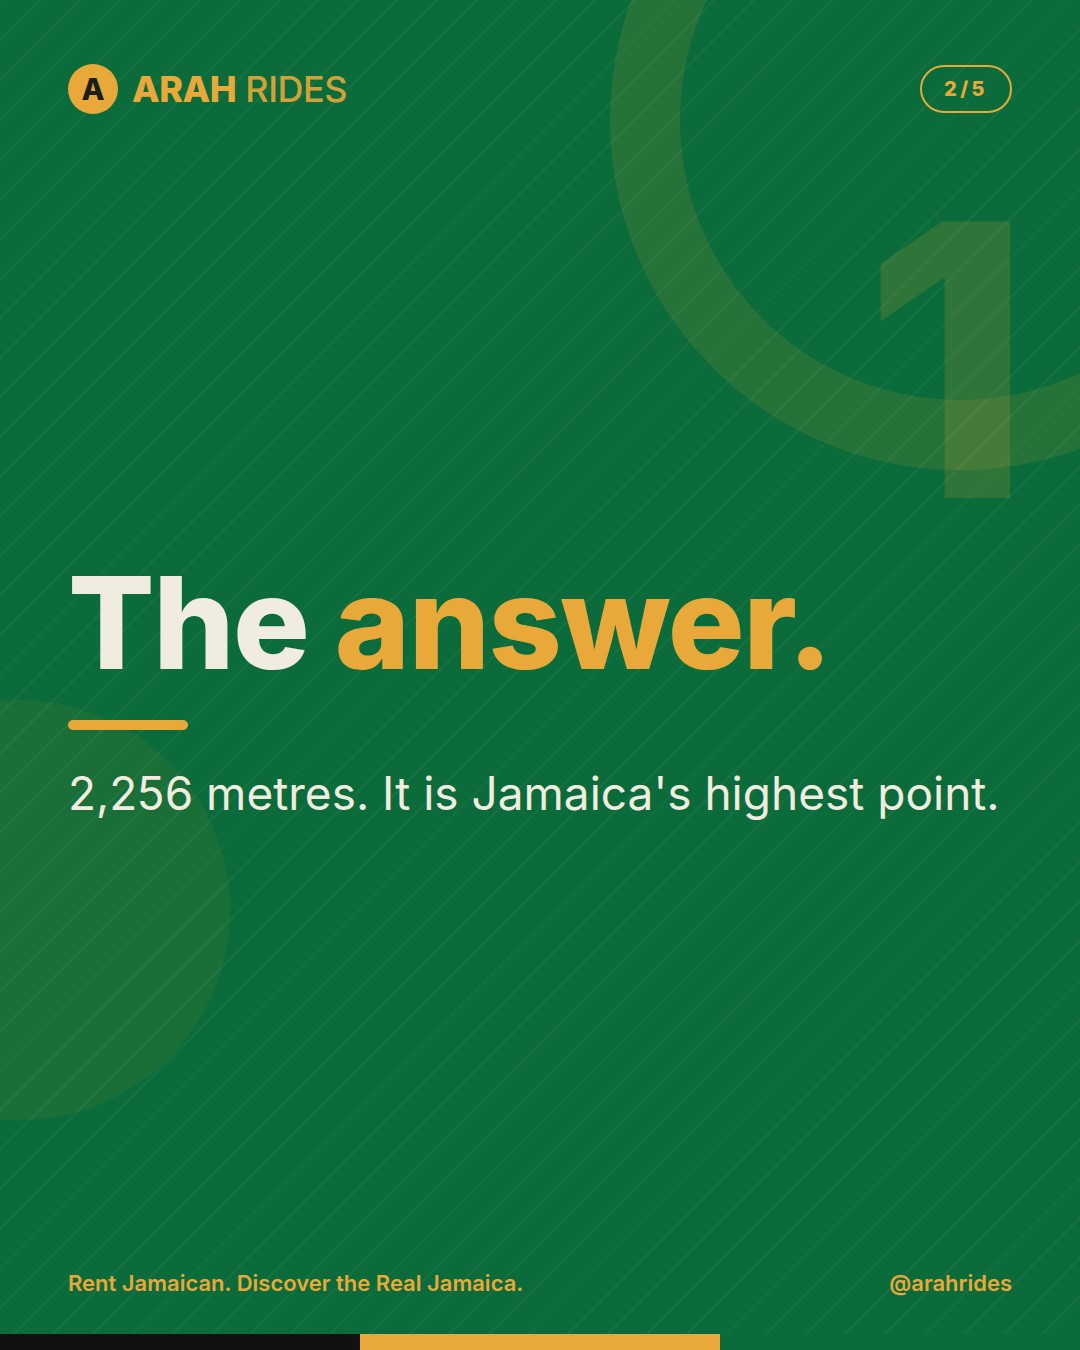 A ARAH RIDES
2/5
1
The answer.
2,256 metres. It is Jamaica's highest point.
Rent Jamaican. Discover the Real Jamaica.
@arahrides